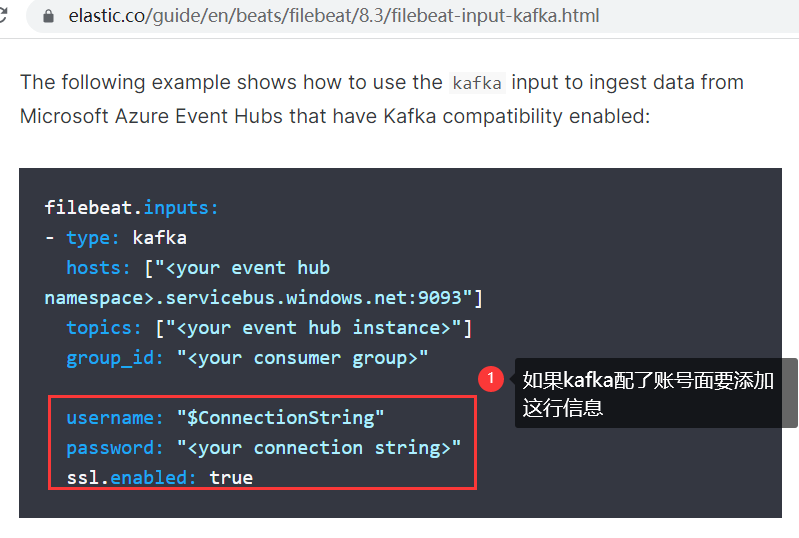 elastic.co/guide/en/beats/filebeat/8.3/filebeat-input-kafka.html
The following example shows how to use the kafka input to ingest data from
Microsoft Azure Event Hubs that have Kafka compatibility enabled:
filebeat.inputs:
- type: kafka
hosts: ["<your event hub
namespace>.servicebus.windows.net:9093"]
topics: ["<your event hub instance>"]
group_id: "<your consumer group>"
1
如果kafka配了账号面要添加
这行信息
username: "$ConnectionString"
password: "<your connection string>"
ssl.enabled: true